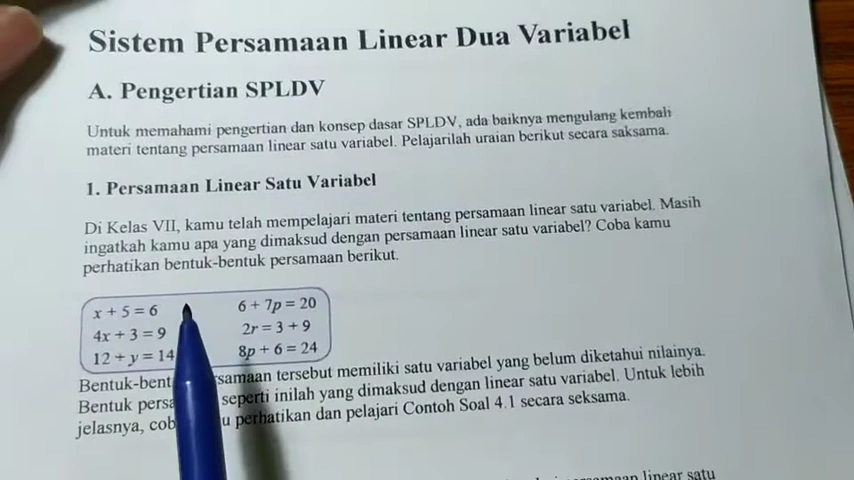 Sistem Persamaan Linear Dua Variabel
A. Pengertian SPLDV
Untuk memahami pengertian dan konsep dasar SPLDV, ada baiknya mengulang kembali
materi tentang persamaan linear satu variabel. Pelajarilah uraian berikut secara saksama.
1. Persamaan Linear Satu Variabel
Di Kelas VII, kamu telah mempelajari materi tentang persamaan linear satu variabel. Masih
ingatkah kamu apa yang dimaksud dengan persamaan linear satu variabel? Coba kamu
perhatikan bentuk-bentuk persamaan berikut.
x + 5 = 6
4x + 3 = 9
12 + y = 14
6 + 7p = 20
2r = 3 + 9
8p + 6 = 24
tersebut memiliki satu variabel yang belum diketahui nilainya.
Bentuk seperti inilah yang dimaksud dengan linear satu variabel. Untuk lebih
jelasnya, perhatikan dan pelajari Contoh Soal 4.1 secara seksama.
linear satu